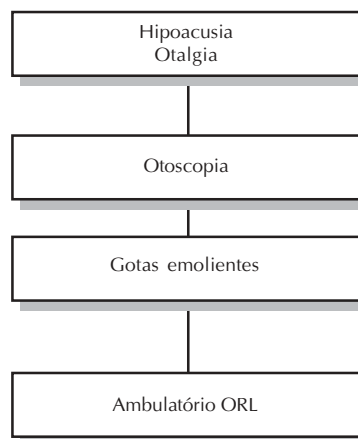 Hipoacusia
Otalgia
Otoscopia
Gotas emolientes
Ambulatório ORL